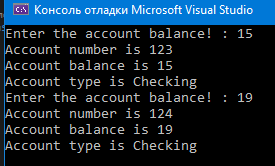 Консоль отладки Microsoft Visual Studio
Enter the account balance! : 15
Account number is 123
Account balance is 15
Account type is Checking
Enter the account balance! : 19
Account number is 124
Account balance is 19
Account type is Checking